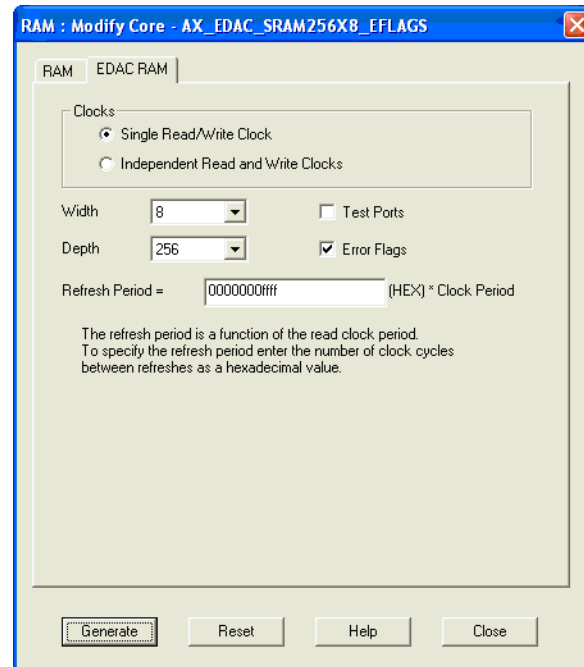 RAM : Modify Core - AX_EDAC_SRAM256X8_EFLAGS
RAM EDAC RAM
Clocks
Single Read/Write Clock
Independent Read and Write Clocks
Width 8 Test Ports
Depth 256 Error Flags
Refresh Period = 0000000ffff (HEX) * Clock Period
The refresh period is a function of the read clock period.
To specify the refresh period enter the number of clock cycles
between refreshes as a hexadecimal value.
Generate Reset Help Close